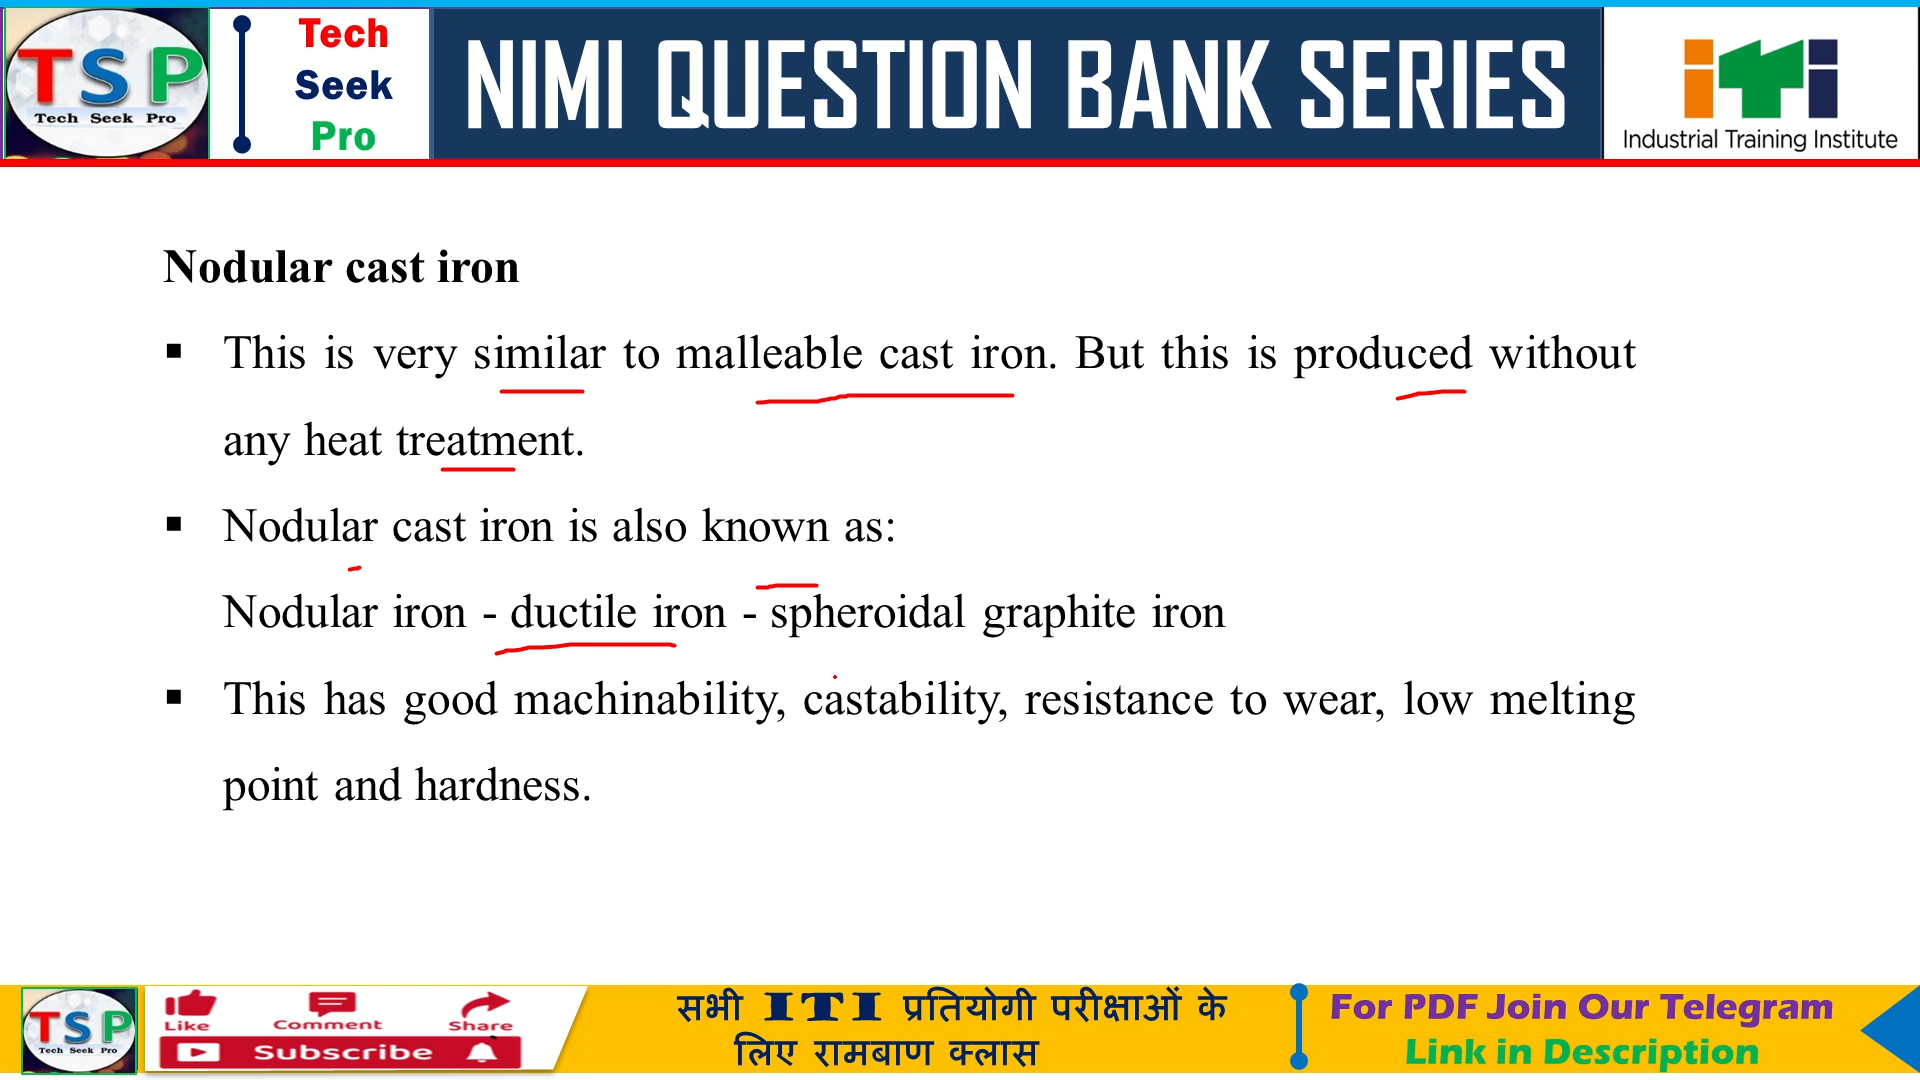 TSP
Tech Seek Pro
Tech
Seek
Pro
NIMI QUESTION BANK SERIES
iTi
Industrial Training Institute
Nodular cast iron
▪ This is very similar to malleable cast iron. But this is produced without
any heat treatment.
▪ Nodular cast iron is also known as:
Nodular iron - ductile iron - spheroidal graphite iron
▪ This has good machinability, castability, resistance to wear, low melting
point and hardness.
TSP
Tech Seek Pro
Like
Comment
Share
Subscribe
सभी ITI प्रतियोगी परीक्षाओं के
लिए रामबाण क्लास
For PDF Join Our Telegram
Link in Description